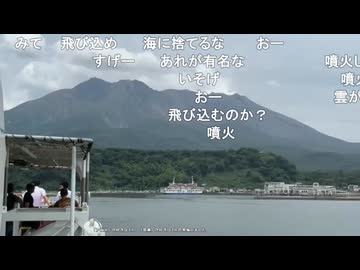 みて 飛び込め 海に捨てるな おー
すげー あれが有名な 噴火し
いそげ 噴火
おー 雲が
飛び込むのか？
噴火